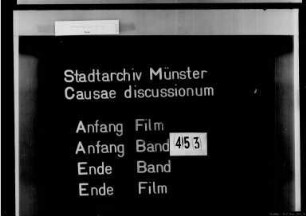 Stadtarchiv Münster
Causae discussionum
Anfang Film
Anfang Band 453
Ende Band
Ende Film